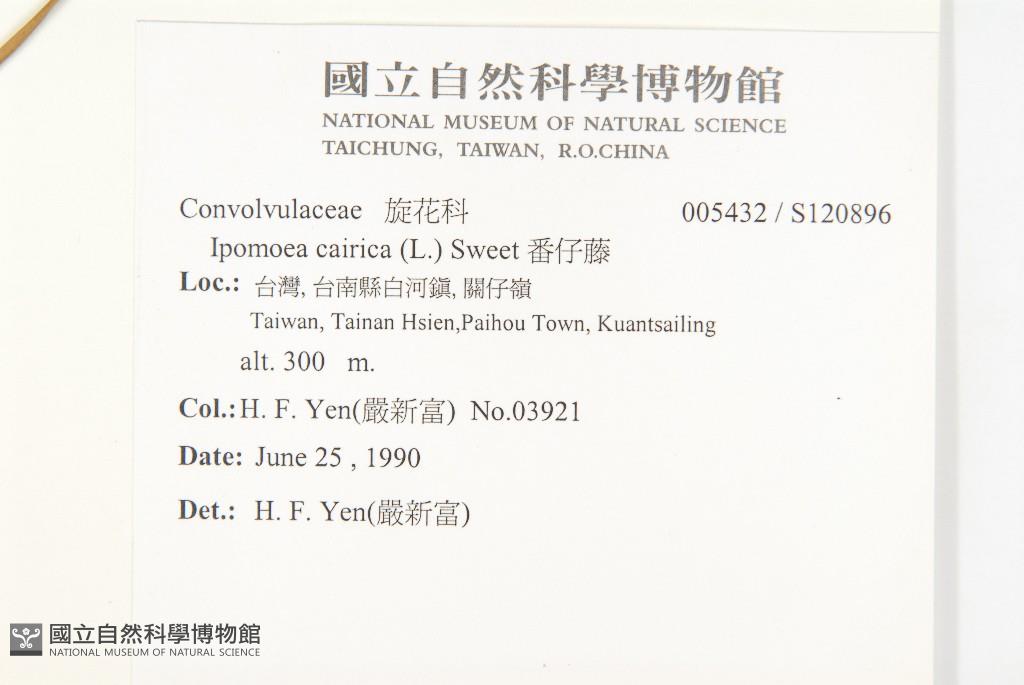 國立自然科學博物館
NATIONAL MUSEUM OF NATURAL SCIENCE
TAICHUNG, TAIWAN, R.O.CHINA
Convolvulaceae 旋花科 005432 / S120896
Ipomoea cairica (L.) Sweet 番仔藤
Loc.: 台灣, 台南縣白河鎭, 關仔嶺
Taiwan, Tainan Hsien,Paihou Town, Kuantsailing
alt. 300 m.
Col.:H. F. Yen(嚴新富) No.03921
Date: June 25 , 1990
Det.: H. F. Yen(嚴新富)
國立自然科學博物館
NATIONAL MUSEUM OF NATURAL SCIENCE